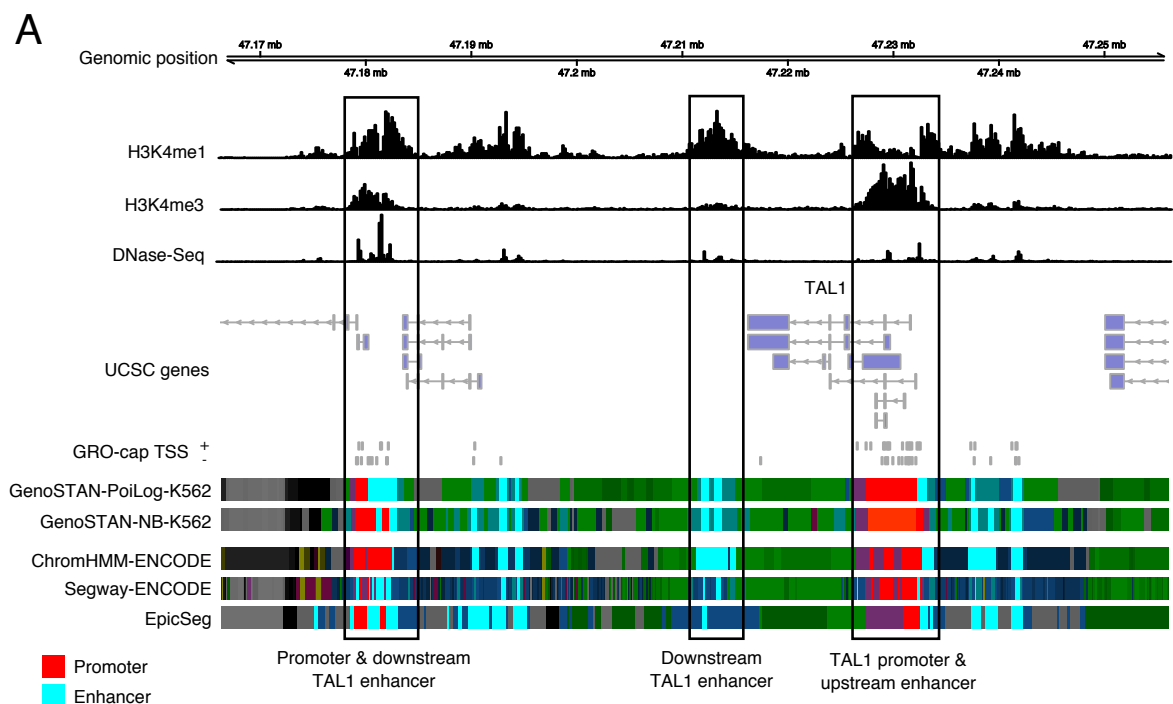 A
47.17 mb 47.19 mb 47.21 mb 47.23 mb 47.25 mb
Genomic position
47.18 mb 47.2 mb 47.22 mb 47.24 mb
H3K4me1
H3K4me3
DNase-Seq
TAL1
UCSC genes
GRO-cap TSS +
-
GenoSTAN-PoiLog-K562
GenoSTAN-NB-K562
ChromHMM-ENCODE
Segway-ENCODE
EpicSeg
Promoter & downstream
TAL1 enhancer
Downstream
TAL1 enhancer
TAL1 promoter &
upstream enhancer
Promoter
Enhancer